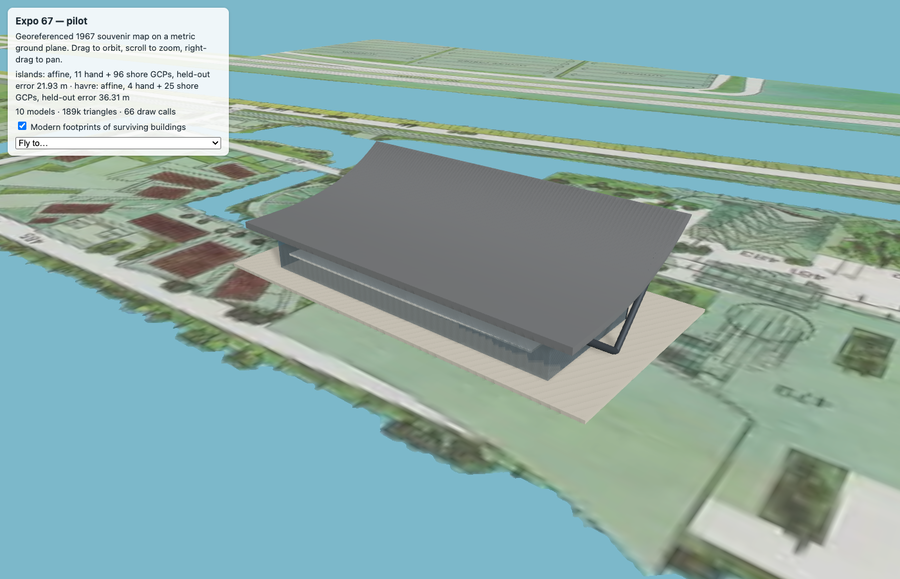 Expo 67 — pilot
Georeferenced 1967 souvenir map on a metric
ground plane. Drag to orbit, scroll to zoom, right-
drag to pan.
islands: affine, 11 hand + 96 shore GCPs, held-out
error 21.93 m · havre: affine, 4 hand + 25 shore
GCPs, held-out error 36.31 m
10 models · 189k triangles · 66 draw calls
Modern footprints of surviving buildings
Fly to...